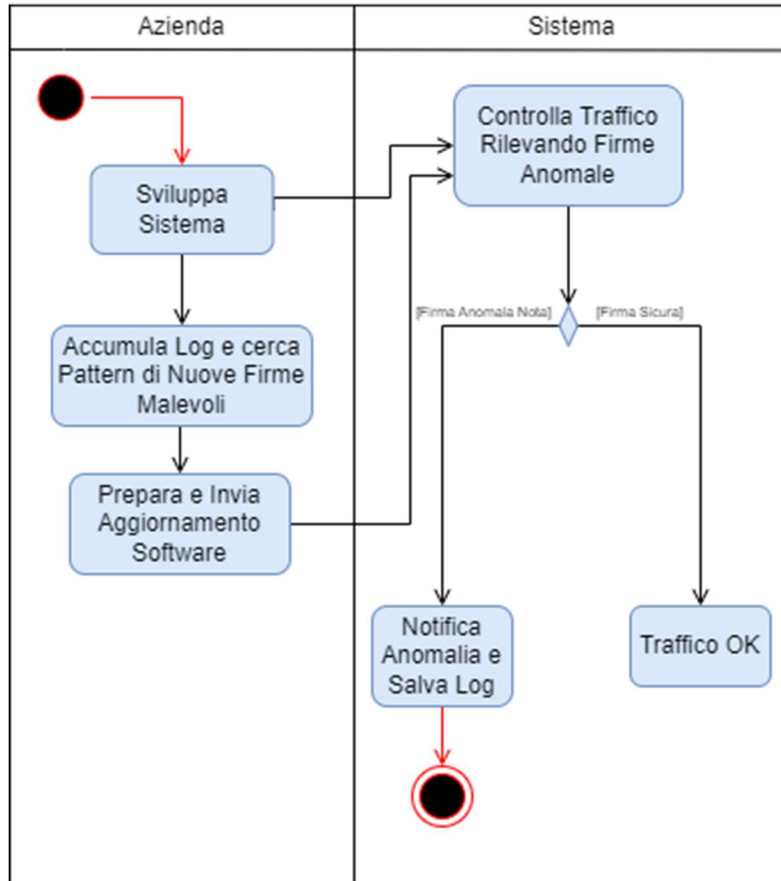 Azienda
Sistema
Controlla Traffico
Rilevando Firme
Anomale
Sviluppa
Sistema
[Firma Anomala Nota]
[Firma Sicura]
Accumula Log e cerca
Pattern di Nuove Firme
Malevoli
Prepara e Invia
Aggiornamento
Software
Notifica
Anomalia e
Salva Log
Traffico OK